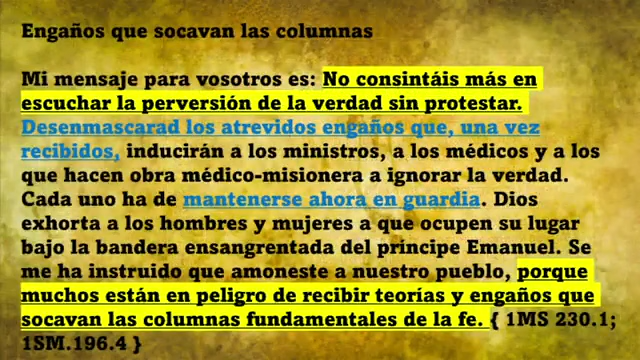 Engaños que socavan las columnas
Mi mensaje para vosotros es: No consintáis más en
escuchar la perversión de la verdad sin protestar.
Desenmascarad los atrevidos engaños que, una vez
recibidos, inducirán a los ministros, a los médicos y a los
que hacen obra médico-misionera a ignorar la verdad.
Cada uno ha de mantenerse ahora en guardia. Dios
exhorta a los hombres y mujeres a que ocupen su lugar
bajo la bandera ensangrentada del príncipe Emanuel. Se
me ha instruido que amoneste a nuestro pueblo, porque
muchos están en peligro de recibir teorías y engaños que
socavan las columnas fundamentales de la fe. { 1MS 230.1;
1SM.196.4 }